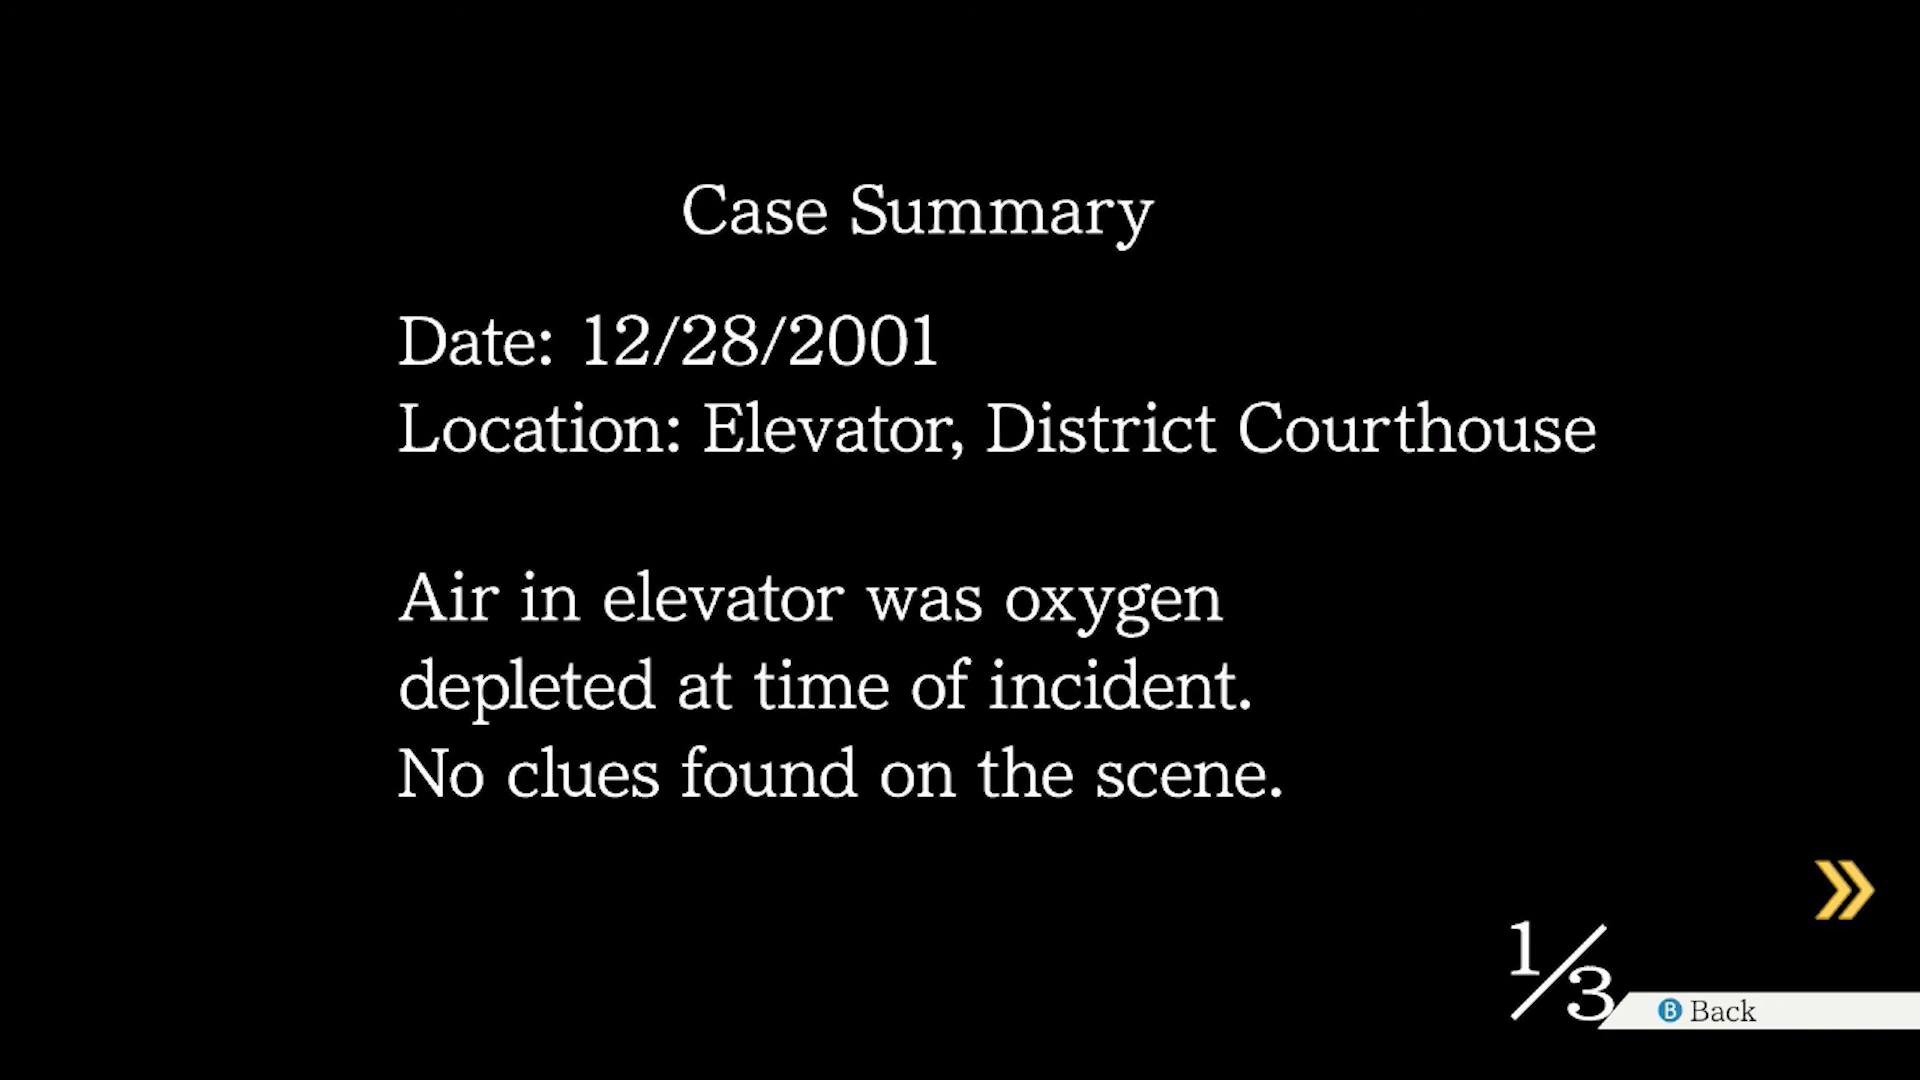 Case Summary
Date: 12/28/2001
Location: Elevator, District Courthouse
Air in elevator was oxygen
depleted at time of incident.
No clues found on the scene.
1/3
B Back